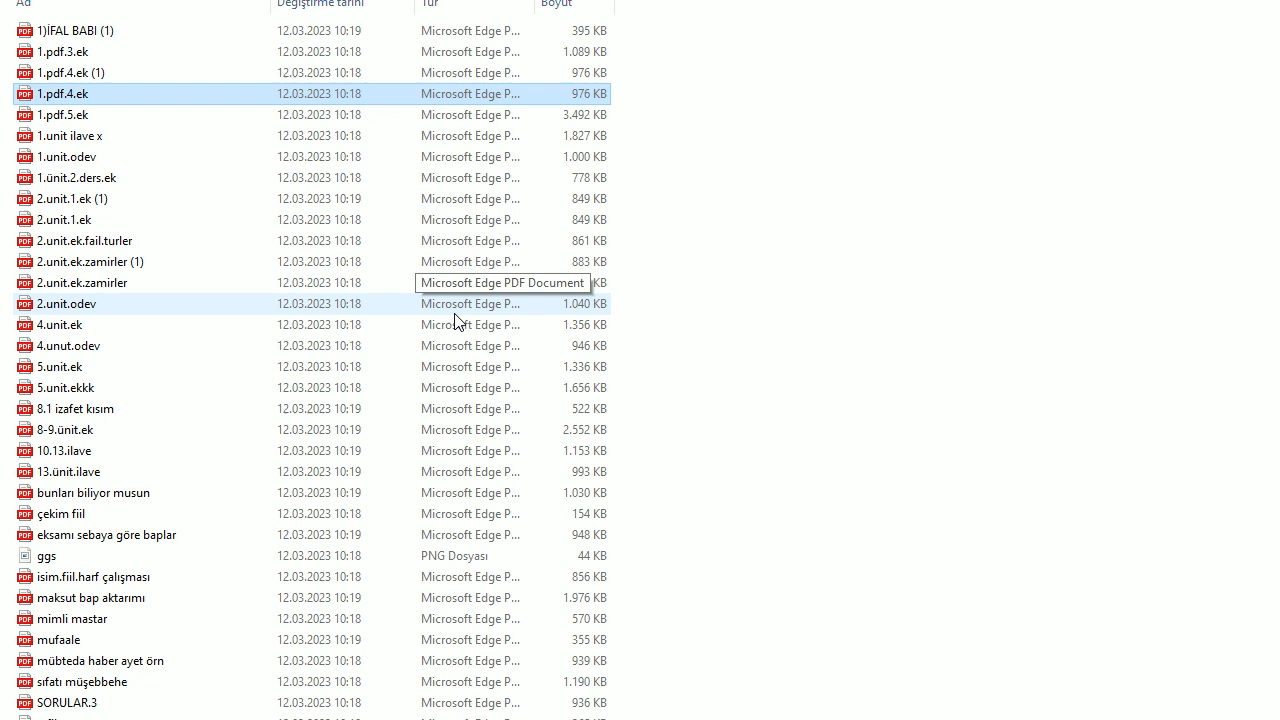 Ad Değiştirme tarihi Tür Boyut
1)İFAL BABI (1) 12.03.2023 10:19 Microsoft Edge P... 395 KB
1.pdf.3.ek 12.03.2023 10:18 Microsoft Edge P... 1.089 KB
1.pdf.4.ek (1) 12.03.2023 10:18 Microsoft Edge P... 976 KB
1.pdf.4.ek 12.03.2023 10:18 Microsoft Edge P... 976 KB
1.pdf.5.ek 12.03.2023 10:18 Microsoft Edge P... 3.492 KB
1.unit ilave x 12.03.2023 10:18 Microsoft Edge P... 1.827 KB
1.unit.odev 12.03.2023 10:18 Microsoft Edge P... 1.000 KB
1.ünit.2.ders.ek 12.03.2023 10:18 Microsoft Edge P... 778 KB
2.unit.1.ek (1) 12.03.2023 10:19 Microsoft Edge P... 849 KB
2.unit.1.ek 12.03.2023 10:18 Microsoft Edge P... 849 KB
2.unit.ek.fail.turler 12.03.2023 10:18 Microsoft Edge P... 861 KB
2.unit.ek.zamirler (1) 12.03.2023 10:18 Microsoft Edge P... 883 KB
2.unit.ek.zamirler 12.03.2023 10:18 Microsoft Edge PDF Document KB
2.unit.odev 12.03.2023 10:18 Microsoft Edge P... 1.040 KB
4.unit.ek 12.03.2023 10:18 Microsoft Edge P... 1.356 KB
4.unut.odev 12.03.2023 10:18 Microsoft Edge P... 946 KB
5.unit.ek 12.03.2023 10:18 Microsoft Edge P... 1.336 KB
5.unit.ekkk 12.03.2023 10:18 Microsoft Edge P... 1.656 KB
8.1 izafet kısım 12.03.2023 10:19 Microsoft Edge P... 522 KB
8-9.ünit.ek 12.03.2023 10:19 Microsoft Edge P... 2.552 KB
10.13.ilave 12.03.2023 10:19 Microsoft Edge P... 1.153 KB
13.ünit.ilave 12.03.2023 10:19 Microsoft Edge P... 993 KB
bunları biliyor musun 12.03.2023 10:19 Microsoft Edge P... 1.030 KB
çekim fiil 12.03.2023 10:18 Microsoft Edge P... 154 KB
eksamı sebaya göre baplar 12.03.2023 10:19 Microsoft Edge P... 948 KB
ggs 12.03.2023 10:18 PNG Dosyası 44 KB
isim.fiil.harf çalışması 12.03.2023 10:18 Microsoft Edge P... 856 KB
maksut bap aktarımı 12.03.2023 10:19 Microsoft Edge P... 1.976 KB
mimli mastar 12.03.2023 10:18 Microsoft Edge P... 570 KB
mufaale 12.03.2023 10:19 Microsoft Edge P... 355 KB
mübteda haber ayet örn 12.03.2023 10:18 Microsoft Edge P... 939 KB
sıfatı müşebbehe 12.03.2023 10:18 Microsoft Edge P... 1.190 KB
SORULAR.3 12.03.2023 10:18 Microsoft Edge P... 936 KB